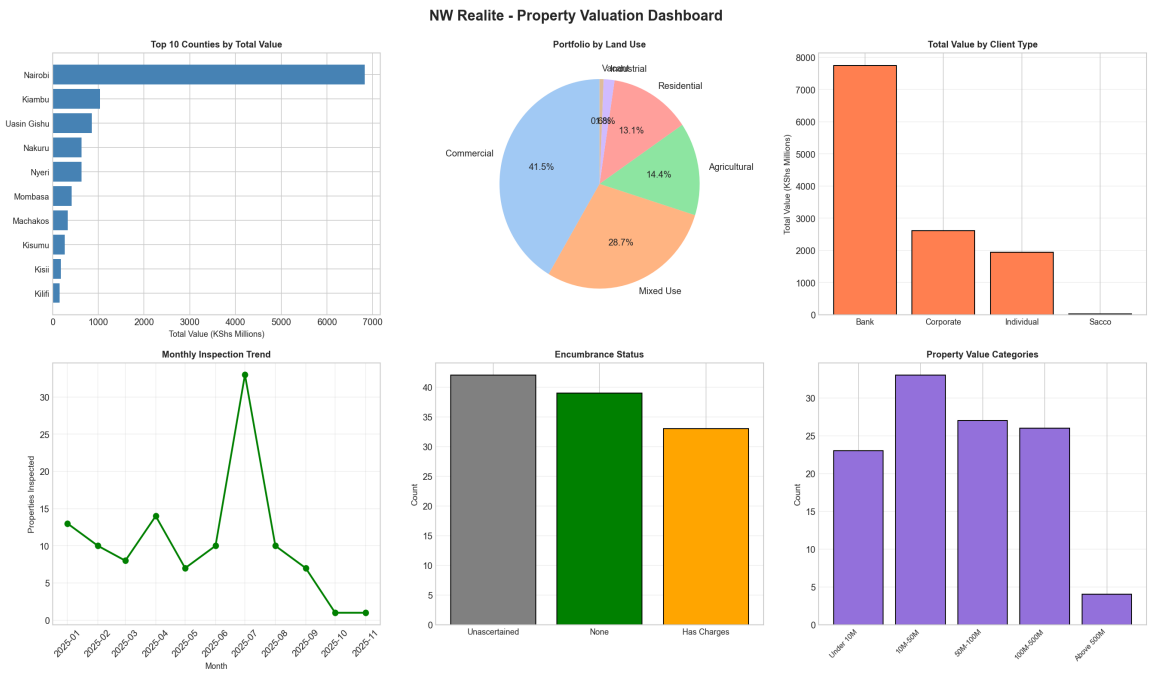 NW Realite - Property Valuation Dashboard
Top 10 Counties by Total Value
Nairobi
Kiambu
Uasin Gishu
Nakuru
Nyeri
Mombasa
Machakos
Kisumu
Kisii
Kilifi
0 1000 2000 3000 4000 5000 6000 7000
Total Value (KShs Millions)
Portfolio by Land Use
Industrial
Residential
Commercial
Agricultural
Mixed Use
13.1%
41.5%
14.4%
28.7%
Total Value by Client Type
Total Value (KShs Millions)
8000
7000
6000
5000
4000
3000
2000
1000
0
Bank Corporate Individual Sacco
Monthly Inspection Trend
Properties Inspected
30
25
20
15
10
5
0
2025-01 2025-02 2025-03 2025-04 2025-05 2025-06 2025-07 2025-08 2025-09 2025-10 2025-11
Month
Encumbrance Status
Count
40
35
30
25
20
15
10
5
0
Unascertained None Has Charges
Property Value Categories
Count
30
25
20
15
10
5
0
Under 10M 10M-50M 50M-100M 100M-500M Above 500M